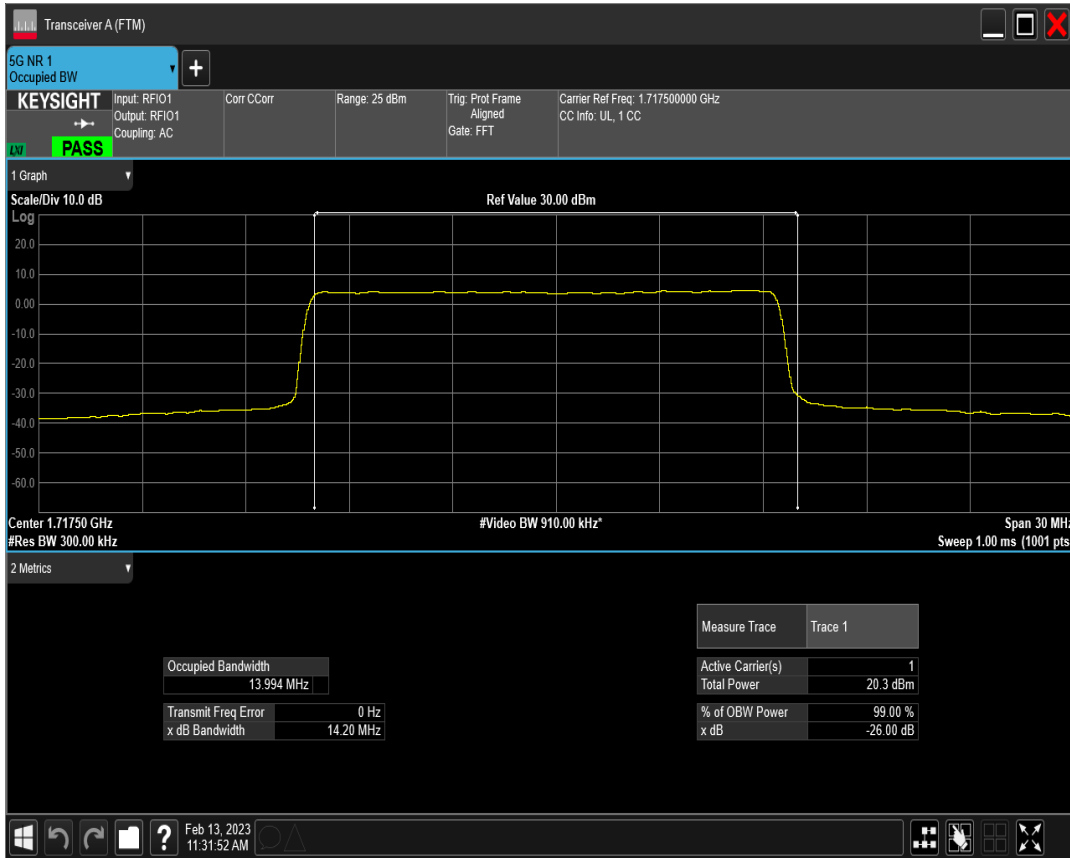 Transceiver A (FTM)
5G NR 1
Occupied BW
+
KEYSIGHT
LXI
PASS
Input: RFIO1
Output: RFIO1
Coupling: AC
Corr CCorr
Range: 25 dBm
Trig: Prot Frame
Aligned
Gate: FFT
Carrier Ref Freq: 1.717500000 GHz
CC Info: UL, 1 CC
1 Graph
Scale/Div 10.0 dB
Ref Value 30.00 dBm
Log
20.0
10.0
0.00
-10.0
-20.0
-30.0
-40.0
-50.0
-60.0
Center 1.71750 GHz
#Video BW 910.00 kHz*
Span 30 MHz
#Res BW 300.00 kHz
Sweep 1.00 ms (1001 pts
2 Metrics
Measure Trace Trace 1
Occupied Bandwidth
13.994 MHz
Active Carrier(s) 1
Total Power 20.3 dBm
Transmit Freq Error 0 Hz
x dB Bandwidth 14.20 MHz
% of OBW Power 99.00 %
x dB -26.00 dB
?
Feb 13, 2023
11:31:52 AM